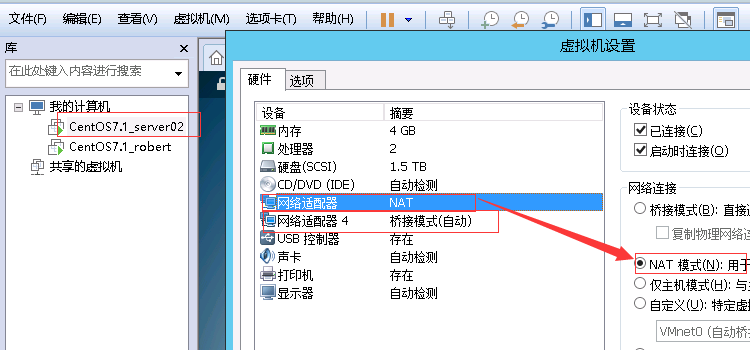 文件(F) 编辑(E) 查看(V) 虚拟机(M) 选项卡(T) 帮助(H)
库
在此处键入内容进行搜索
我的计算机
CentOS7.1_server02
CentOS7.1_robert
共享的虚拟机
虚拟机设置
硬件 选项
设备 摘要
内存 4 GB
处理器 2
硬盘(SCSI) 1.5 TB
CD/DVD (IDE) 自动检测
网络适配器 NAT
网络适配器 4 桥接模式(自动)
USB 控制器 存在
声卡 自动检测
打印机 存在
显示器 自动检测
设备状态
已连接(C)
启动时连接(O)
网络连接
桥接模式(B): 直接
复制物理网络连
NAT 模式(N): 用于
仅主机模式(H): 与
自定义(U): 特定虚
VMnet0 (自动桥